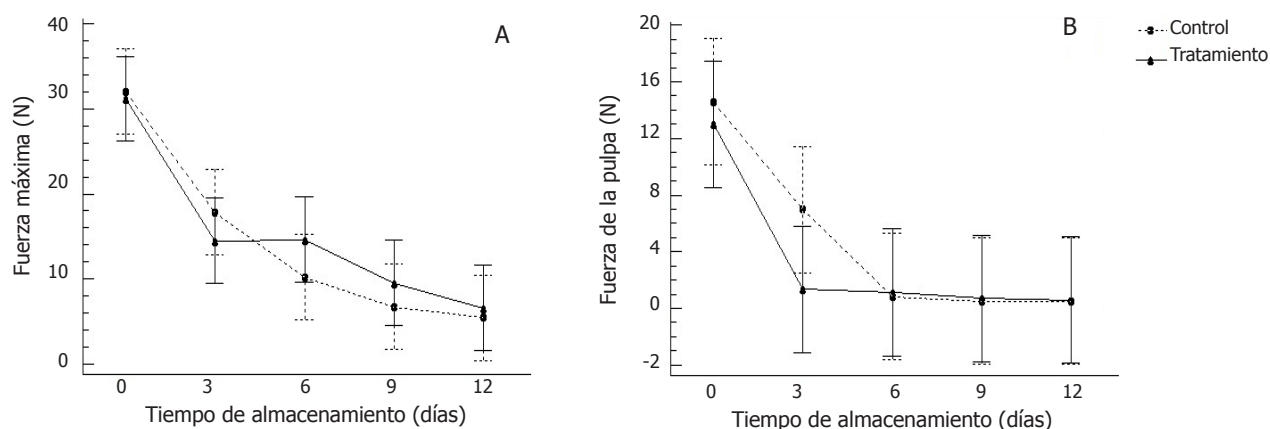 A
Fuerza máxima (N)
40
30
20
10
0
0 3 6 9 12
Tiempo de almacenamiento (días)
B
Fuerza de la pulpa (N)
20
16
12
8
4
0
-2
0 3 6 9 12
Tiempo de almacenamiento (días)
Control
Tratamiento